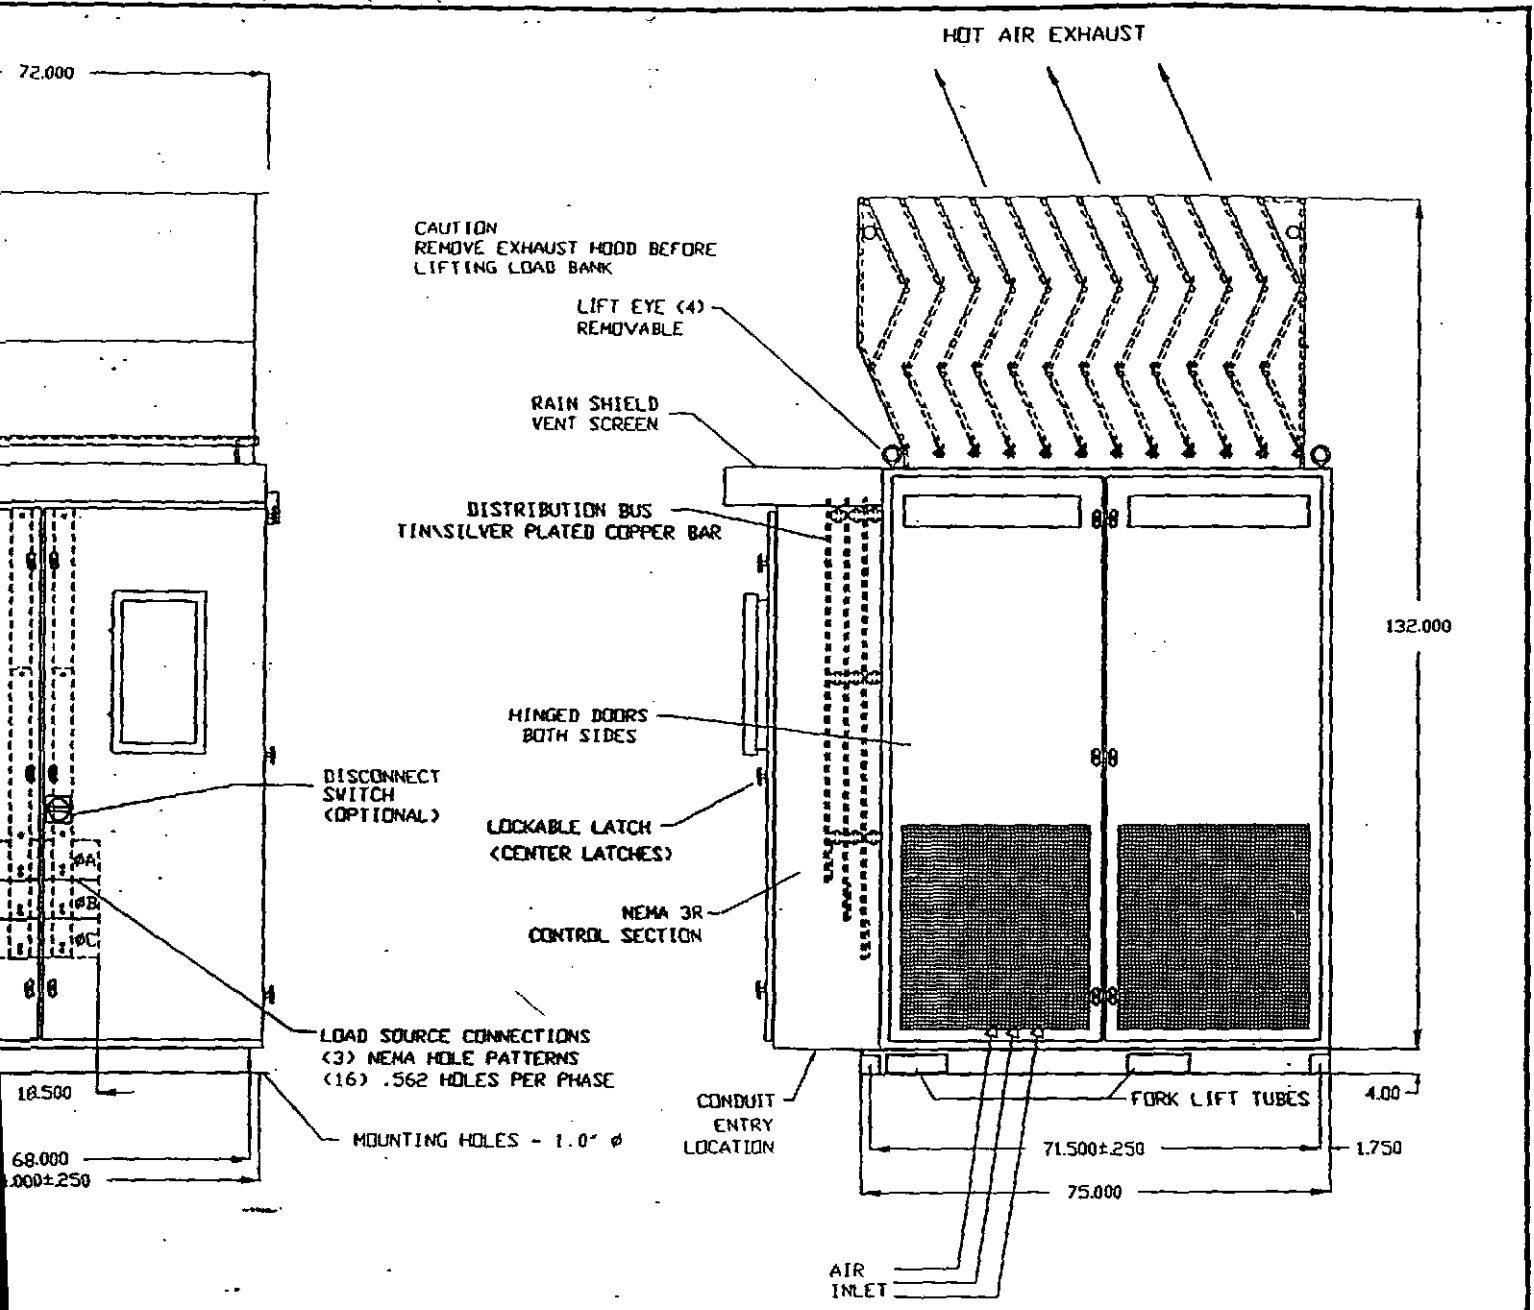 HOT AIR EXHAUST
72.000
CAUTION
REMOVE EXHAUST HOOD BEFORE
LIFTING LOAD BANK
LIFT EYE (4)
REMOVABLE
RAIN SHIELD
VENT SCREEN
DISTRIBUTION BUS
TIN\SILVER PLATED COPPER BAR
132.000
HINGED DOORS
BOTH SIDES
DISCONNECT
SWITCH
(OPTIONAL)
LOCKABLE LATCH
(CENTER LATCHES)
ØA
ØB
ØC
NEMA 3R
CONTROL SECTION
LOAD SOURCE CONNECTIONS
(3) NEMA HOLE PATTERNS
(16) .562 HOLES PER PHASE
18.500
CONDUIT
ENTRY
LOCATION
FORK LIFT TUBES
4.00
MOUNTING HOLES - 1.0" Ø
71.500±.250
1.750
68.000
.000±.250
75.000
AIR
INLET